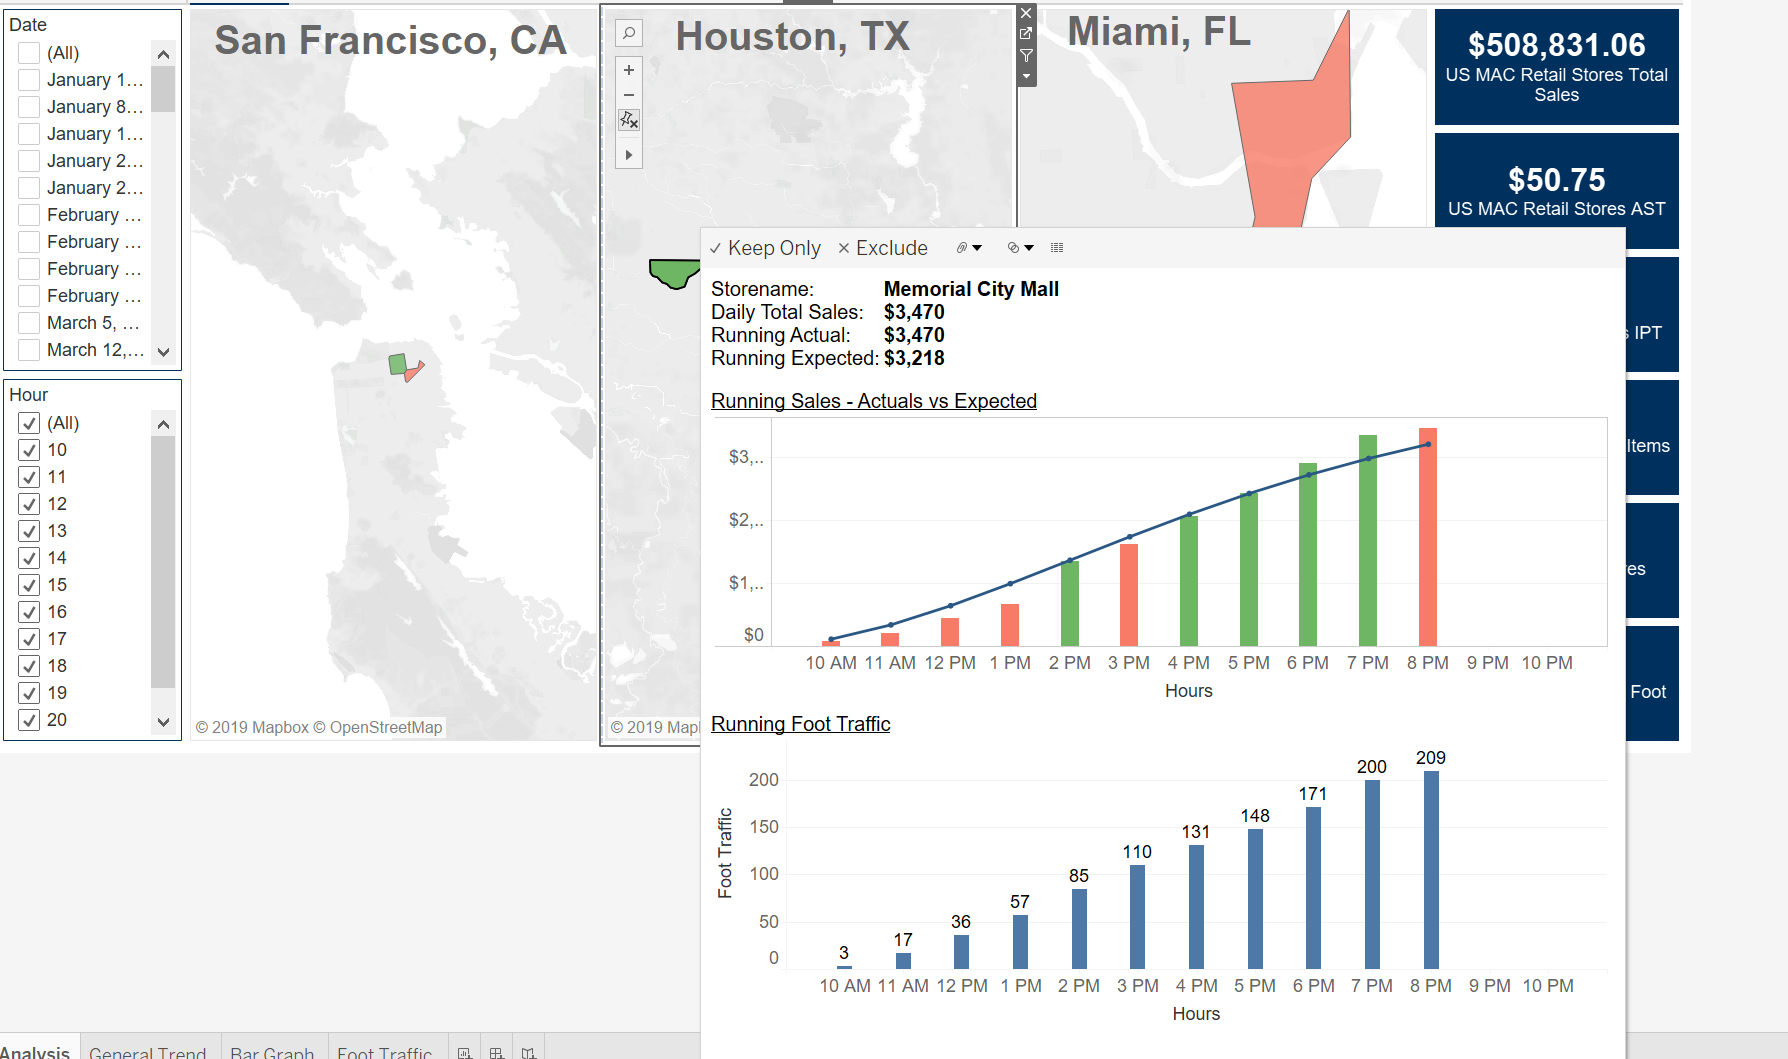 Date
(All)
January 1...
January 8...
January 1...
January 2...
January 2...
February ...
February ...
February ...
February ...
March 5, ...
March 12,...
Hour
(All)
10
11
12
13
14
15
16
17
18
19
20
San Francisco, CA
© 2019 Mapbox © OpenStreetMap
Houston, TX
© 2019 Map
Miami, FL
$508,831.06
US MAC Retail Stores Total
Sales
$50.75
US MAC Retail Stores AST
s IPT
Items
res
Foot
Keep Only
Exclude
Storename: Memorial City Mall
Daily Total Sales: $3,470
Running Actual: $3,470
Running Expected: $3,218
Running Sales - Actuals vs Expected
$3,..
$2,..
$1,..
$0
10 AM 11 AM 12 PM 1 PM 2 PM 3 PM 4 PM 5 PM 6 PM 7 PM 8 PM 9 PM 10 PM
Hours
Running Foot Traffic
Foot Traffic
200
150
100
50
0
3 17 36 57 85 110 131 148 171 200 209
10 AM 11 AM 12 PM 1 PM 2 PM 3 PM 4 PM 5 PM 6 PM 7 PM 8 PM 9 PM 10 PM
Hours
Analysis
General Trend
Bar Graph
Foot Traffic